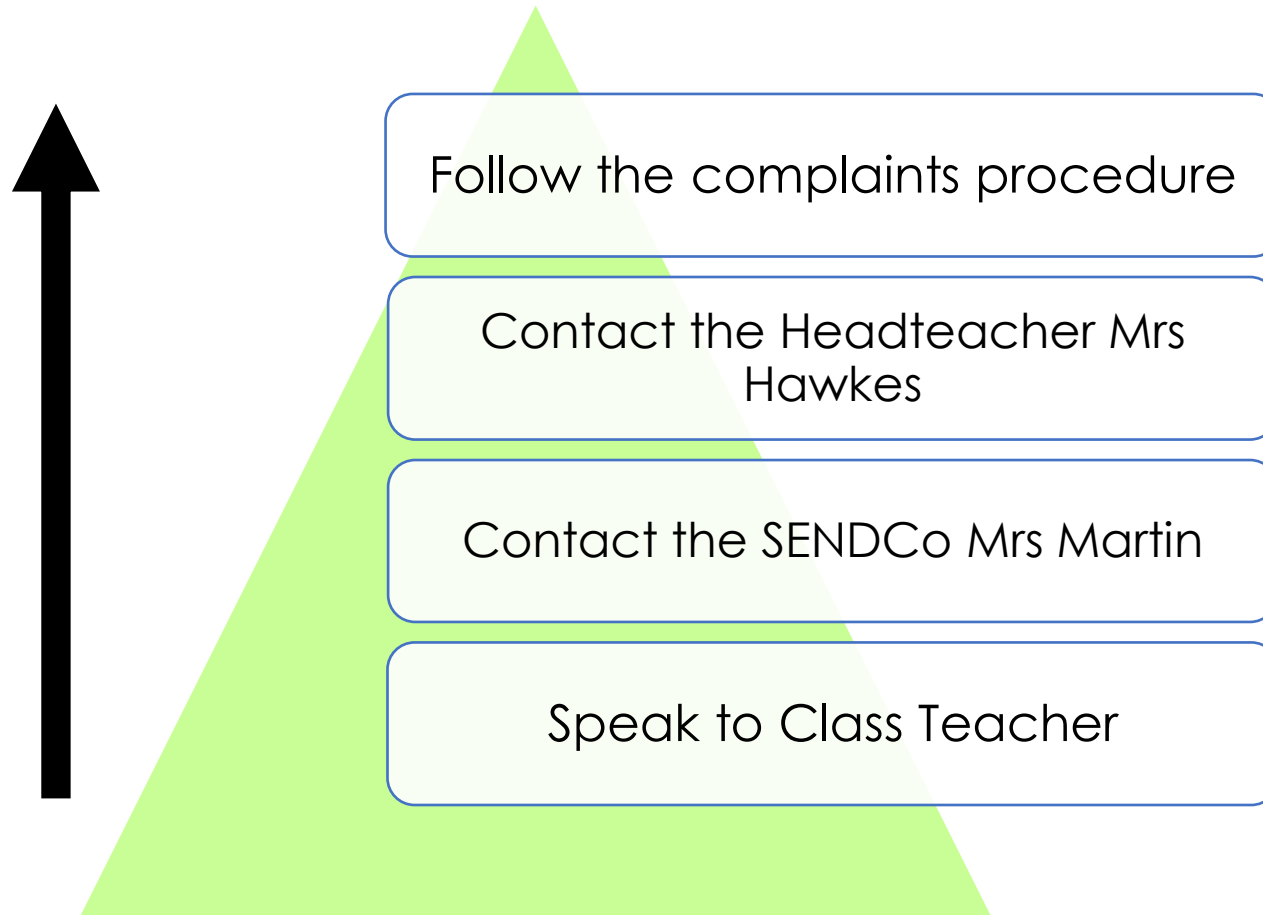 Follow the complaints procedure
Contact the Headteacher Mrs
Hawkes
Contact the SENDCo Mrs Martin
Speak to Class Teacher